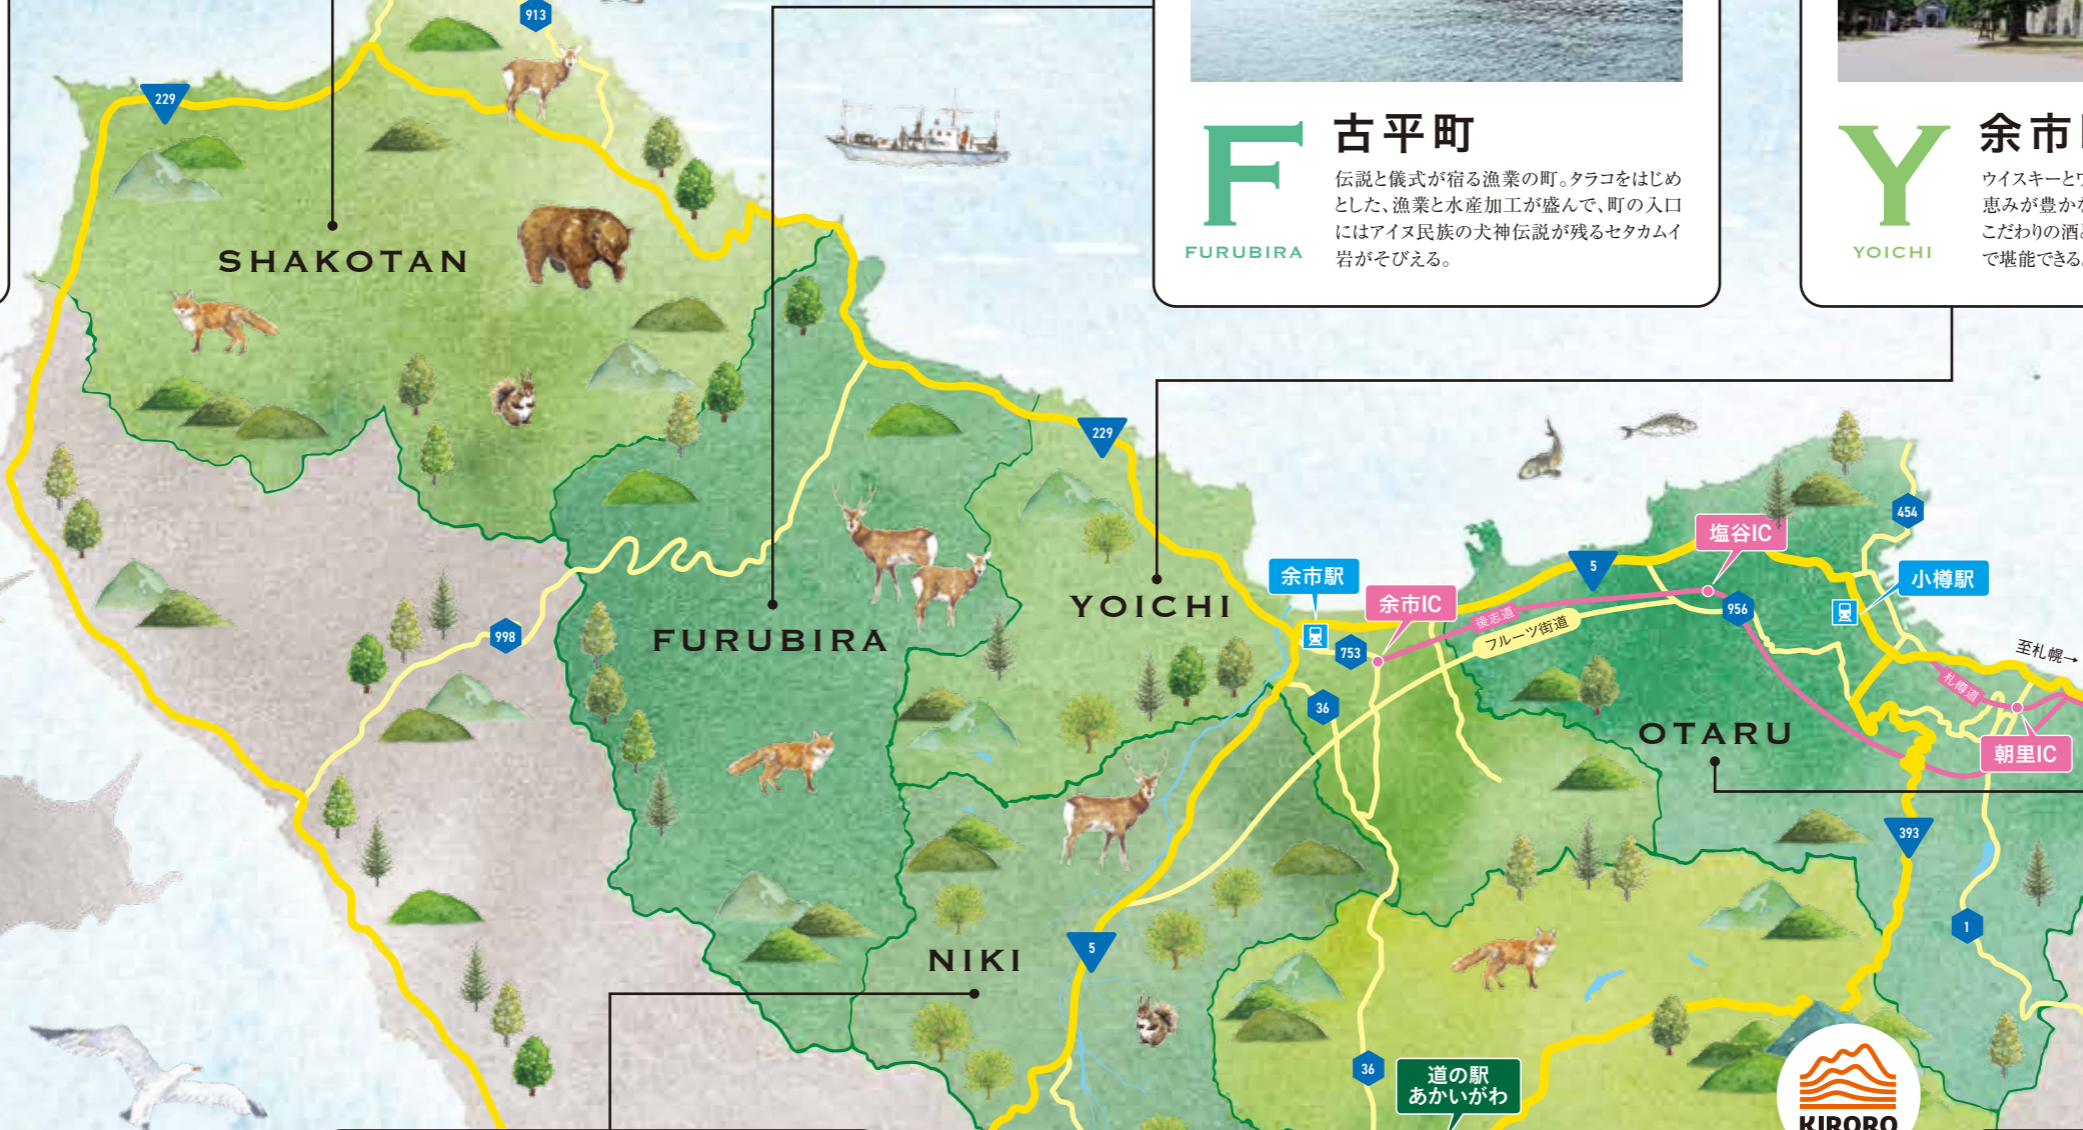 913
229
SHAKOTAN
古平町
伝説と儀式が宿る漁業の町。タラコをはじめ
とした、漁業と水産加工が盛んで、町の入口
にはアイヌ民族の犬神伝説が残るセタカムイ
岩がそびえる。
F
FURUBIRA
余市
ウイスキーと
恵みが豊かな
こだわりの酒
で堪能できる
Y
YOICHI
229
454
塩谷IC
5
小樽駅
余市駅
余市IC
後志道
フルーツ街道
956
YOICHI
FURUBIRA
998
753
至札幌→
札樽道
36
OTARU
朝里IC
393
1
NIKI
5
36
道の駅
あかいがわ
KIRORO